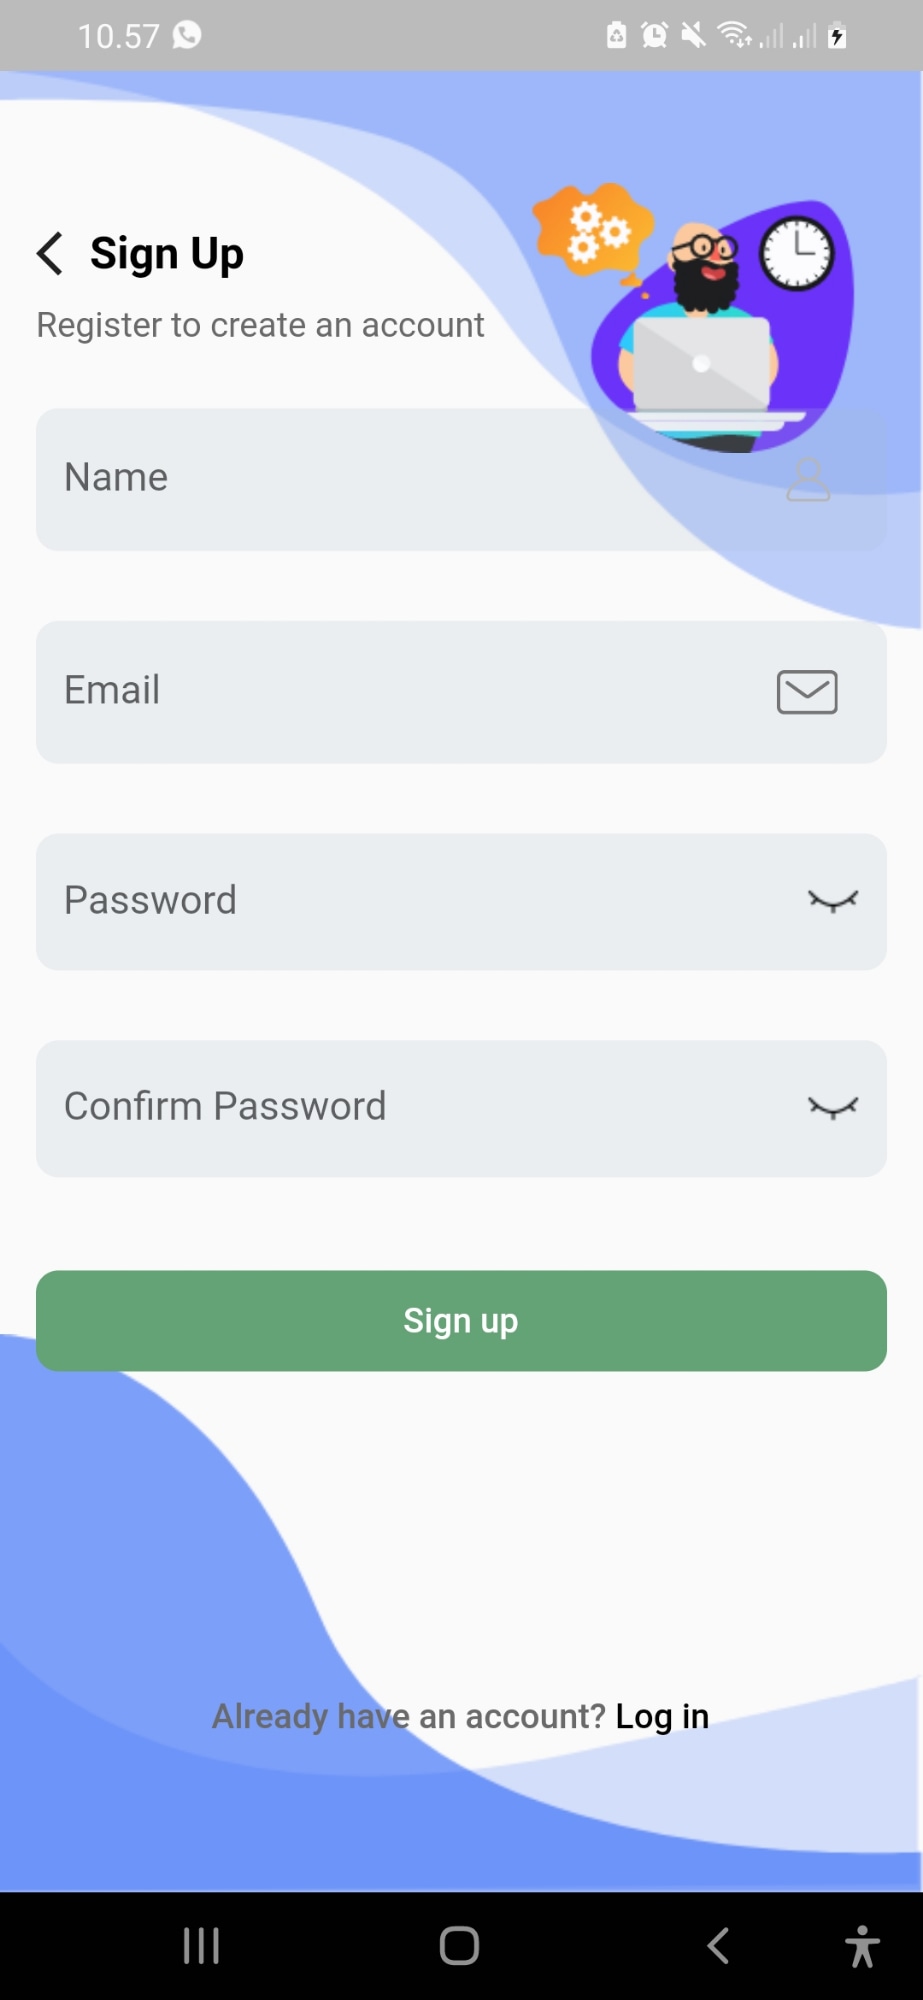 10.57
Sign Up
Register to create an account
Name
Email
Password
Confirm Password
Sign up
Already have an account? Log in